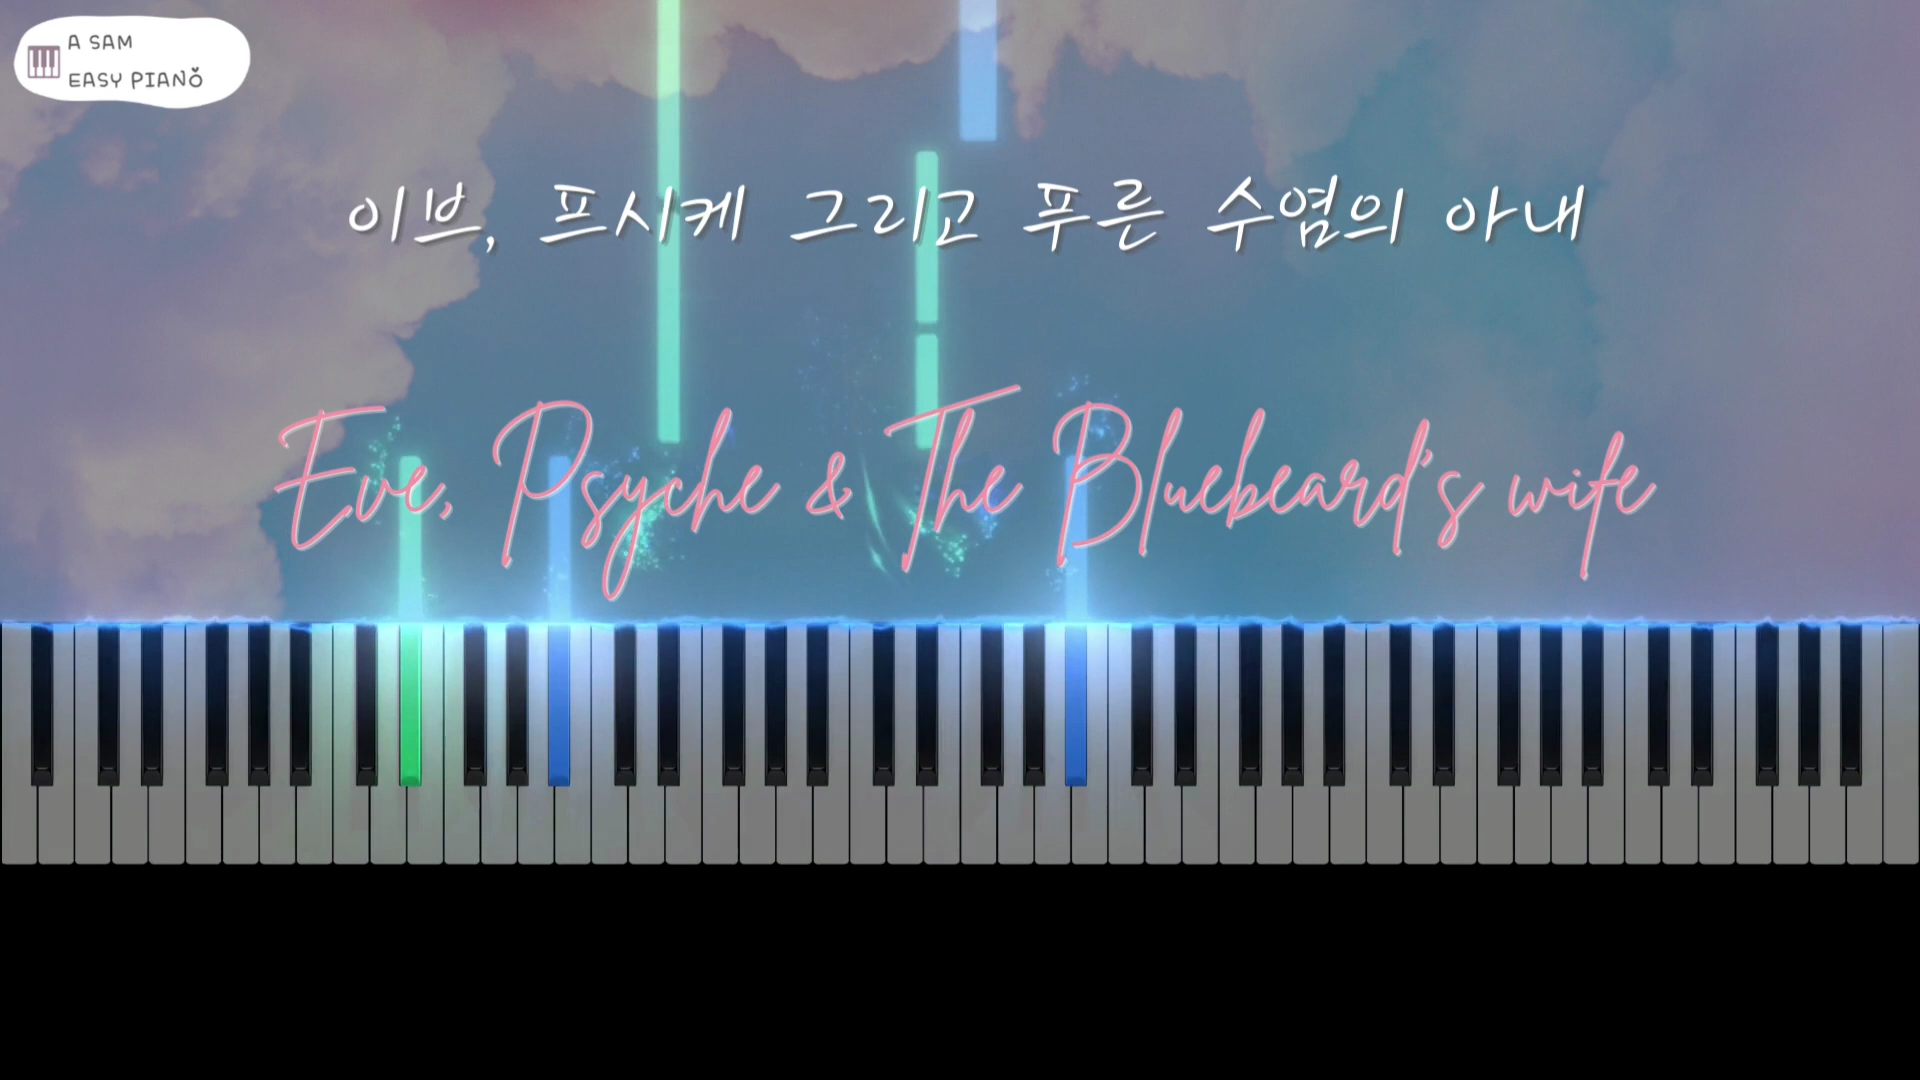 A SAM
EASY PIANO
이브, 프시케 그리고 푸른 수염의 아내
Eve, Psyche & The Bluebeard's wife